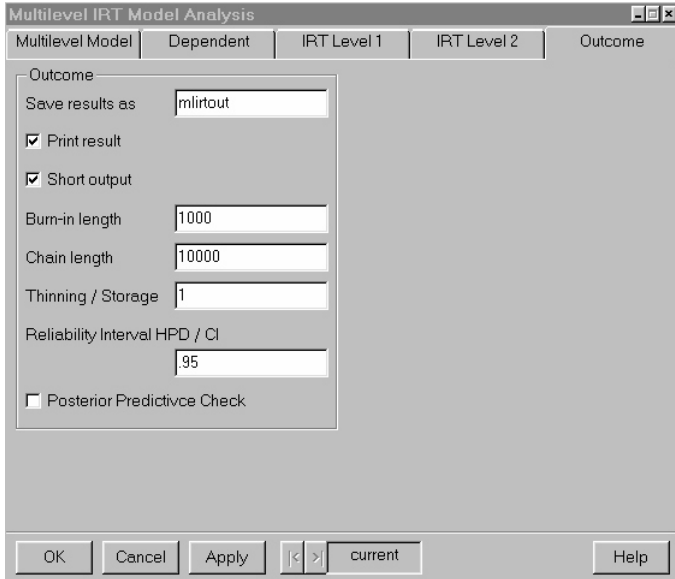 Multilevel IRT Model Analysis
Multilevel Model Dependent IRT Level 1 IRT Level 2 Outcome
Outcome
Save results as mlirtout
Print result
Short output
Burn-in length 1000
Chain length 10000
Thinning / Storage 1
Reliability Interval HPD / CI
.95
Posterior Predictivce Check
OK Cancel Apply |< >| current Help